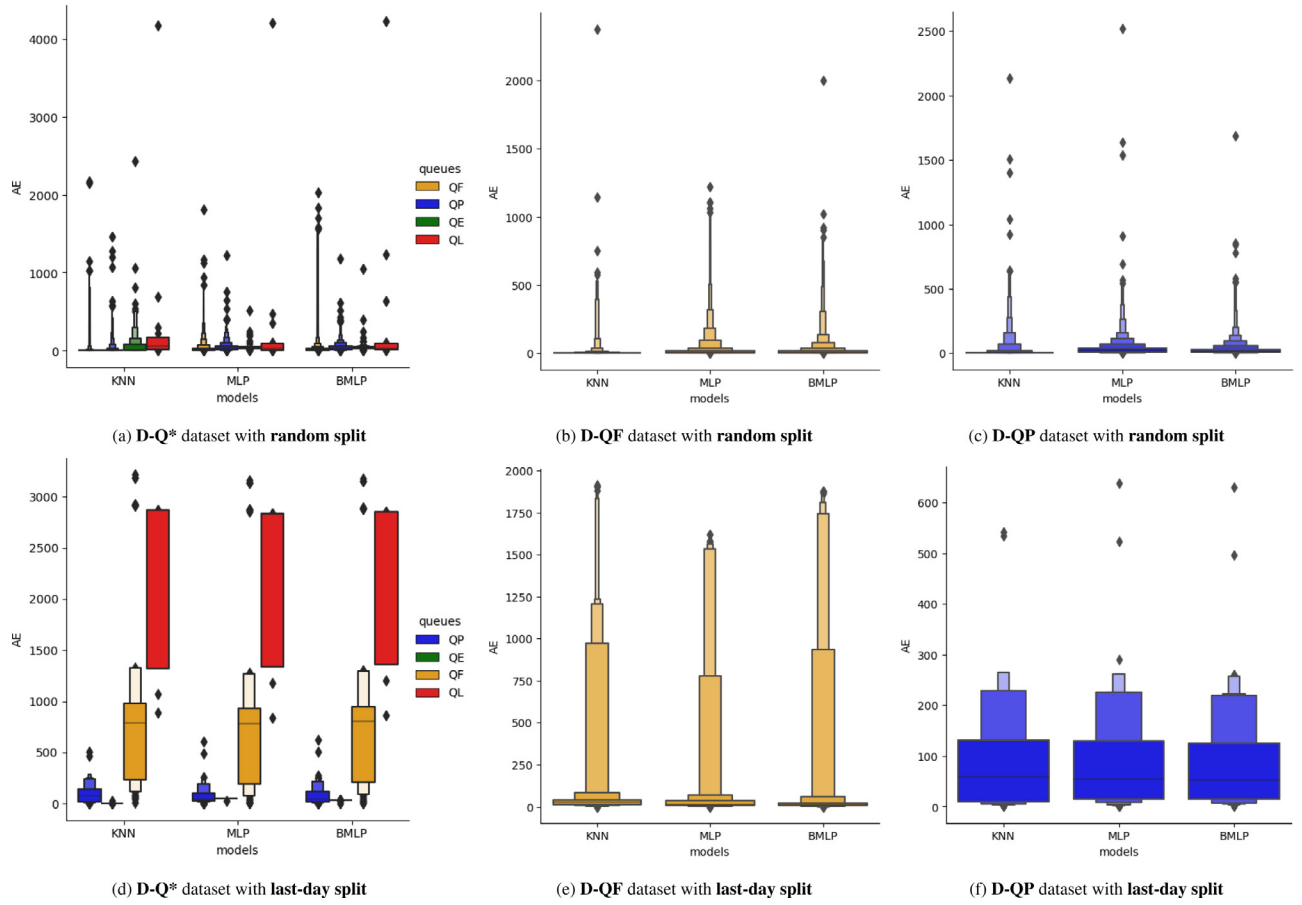 4000
3000
2000
1000
0
AE
KNN
MLP
BMLP
models
queues
QF
QP
QE
QL
(a) D-Q* dataset with random split
2000
1500
1000
500
0
AE
KNN
MLP
BMLP
models
(b) D-QF dataset with random split
2500
2000
1500
1000
500
0
AE
KNN
MLP
BMLP
models
(c) D-QP dataset with random split
3000
2500
2000
1500
1000
500
0
AE
KNN
MLP
BMLP
models
queues
QP
QE
QF
QL
(d) D-Q* dataset with last-day split
2000
1750
1500
1250
1000
750
500
250
0
AE
KNN
MLP
BMLP
models
(e) D-QF dataset with last-day split
600
500
400
300
200
100
0
AE
KNN
MLP
BMLP
models
(f) D-QP dataset with last-day split